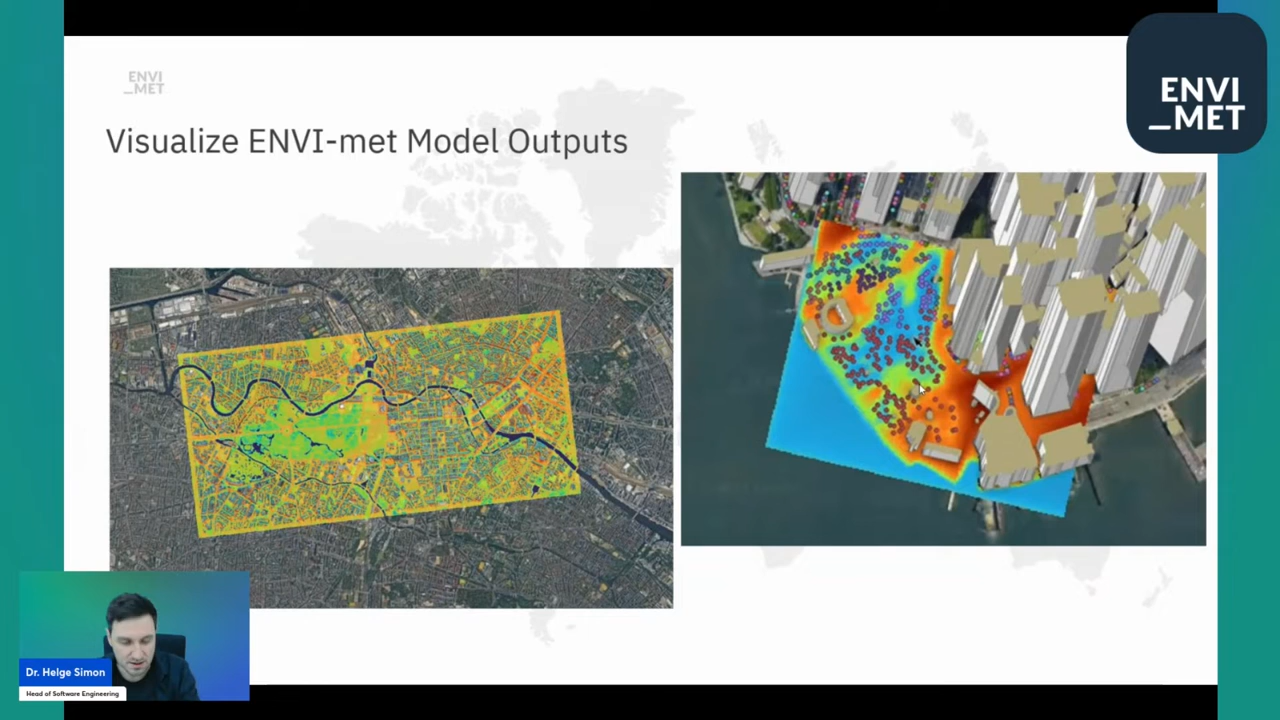 ENVI
_MET
Visualize ENVI-met Model Outputs
ENVI
_MET
Dr. Helge Simon
Head of Software Engineering